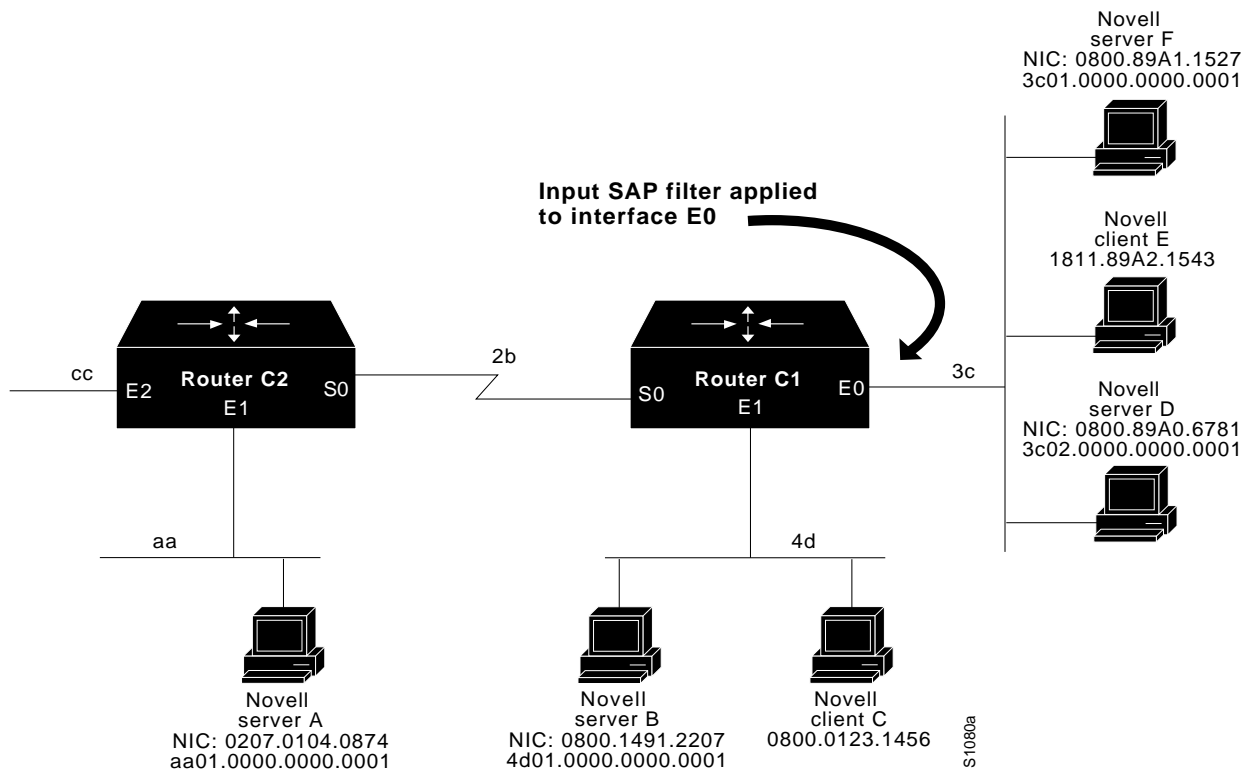 Novell
server F
NIC: 0800.89A1.1527
3c01.0000.0000.0001
Input SAP filter applied
to interface E0
Novell
client E
1811.89A2.1543
cc
E2
Router C2
E1
S0
2b
S0
Router C1
E1
E0
3c
Novell
server D
NIC: 0800.89A0.6781
3c02.0000.0000.0001
aa
4d
Novell
server A
NIC: 0207.0104.0874
aa01.0000.0000.0001
Novell
server B
NIC: 0800.1491.2207
4d01.0000.0000.0001
Novell
client C
0800.0123.1456
S1080a